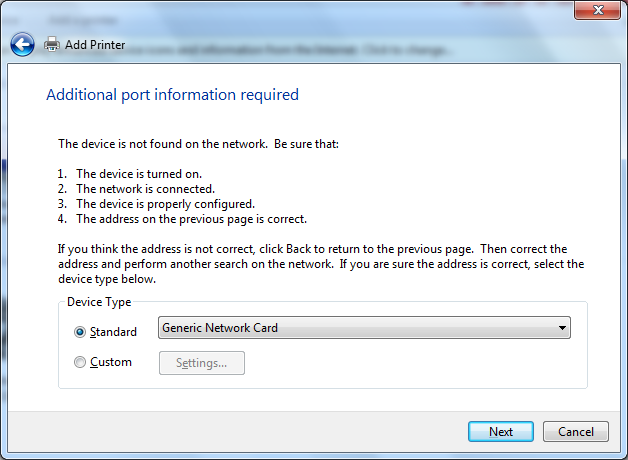 Add Printer
Additional port information required
The device is not found on the network. Be sure that:
1. The device is turned on.
2. The network is connected.
3. The device is properly configured.
4. The address on the previous page is correct.
If you think the address is not correct, click Back to return to the previous page. Then correct the
address and perform another search on the network. If you are sure the address is correct, select the
device type below.
Device Type
Standard
Generic Network Card
Custom
Settings...
Next
Cancel